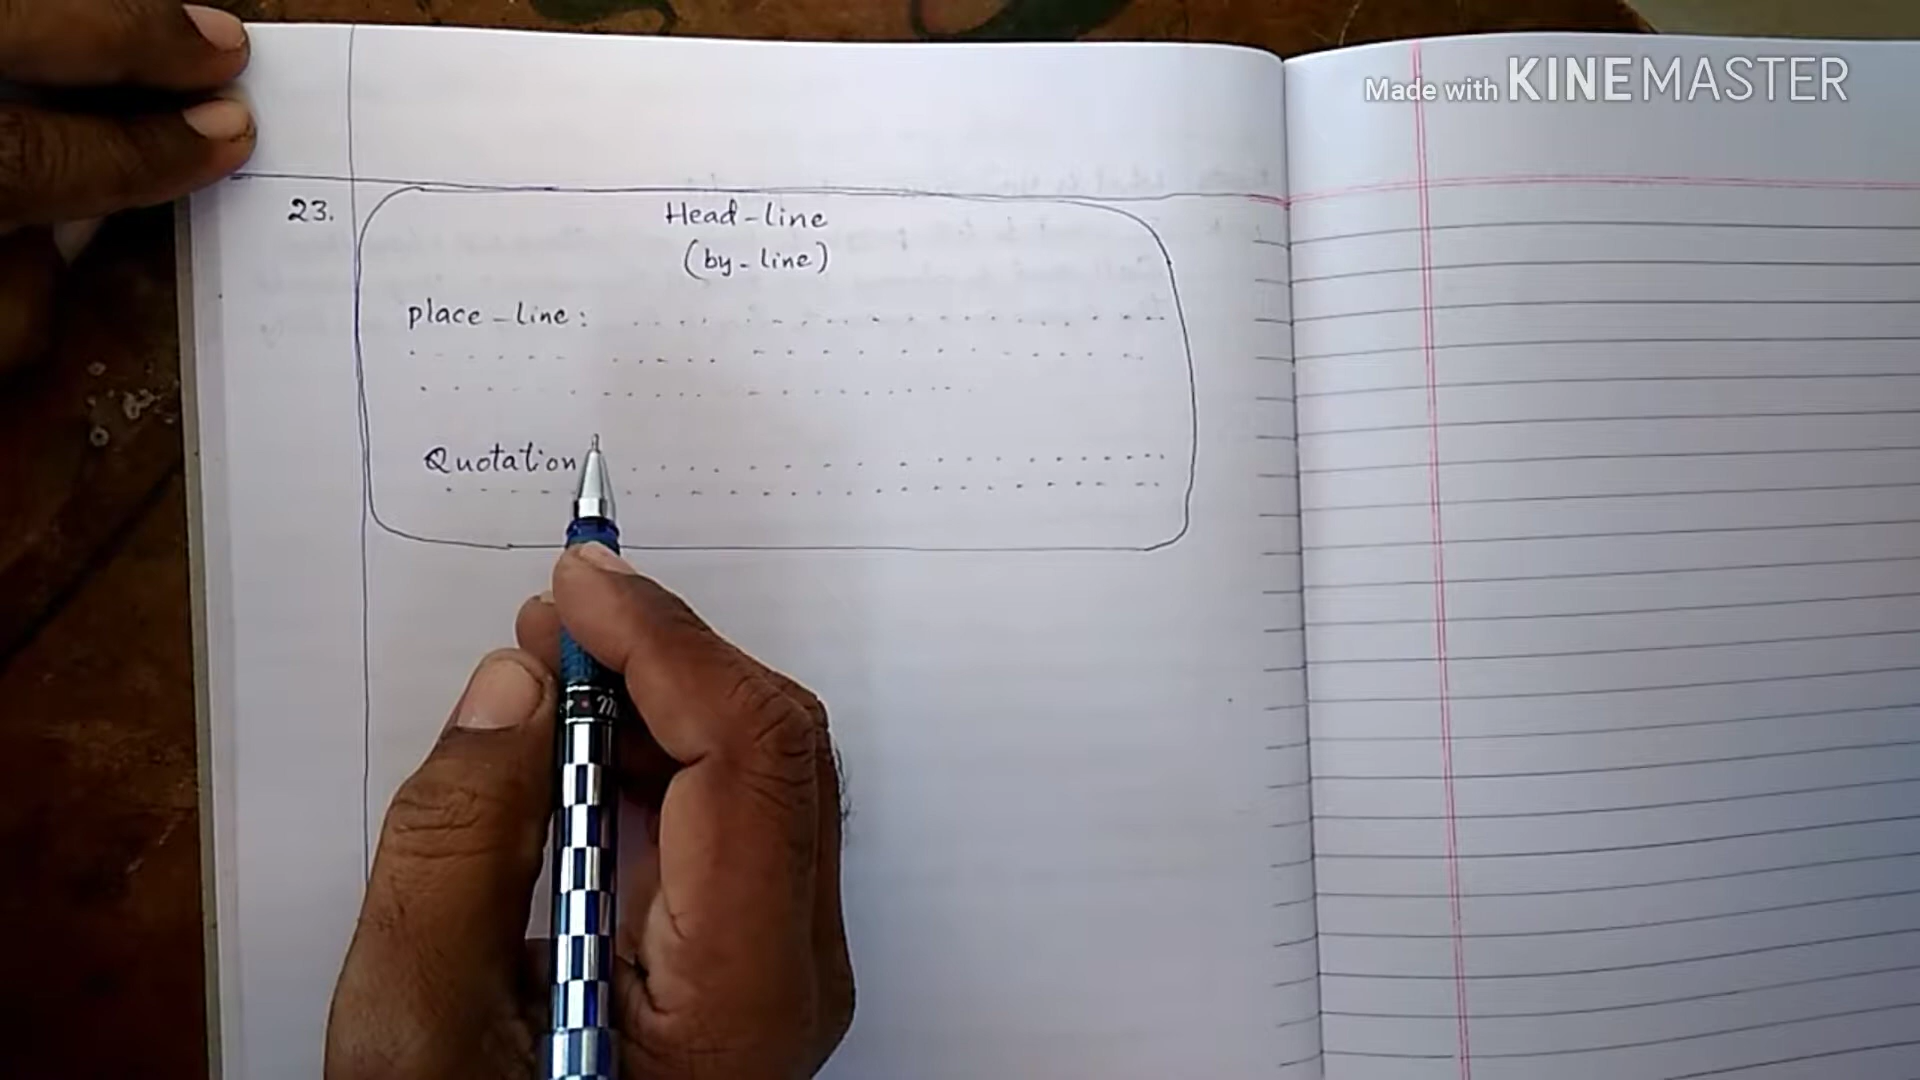 Made with KINEMASTER
23.
Head-line
(by-line)
place-line: . . . . . . . . . . . . . . . . . .
. . . . . . . . . . . . . . . . . . . . . .
. . . . . . . . . . . . . . . . . . .
Quotation . . . . . . . . . . . . . . . . .
. . . . . . . . . . . . . . . . . . . . . .